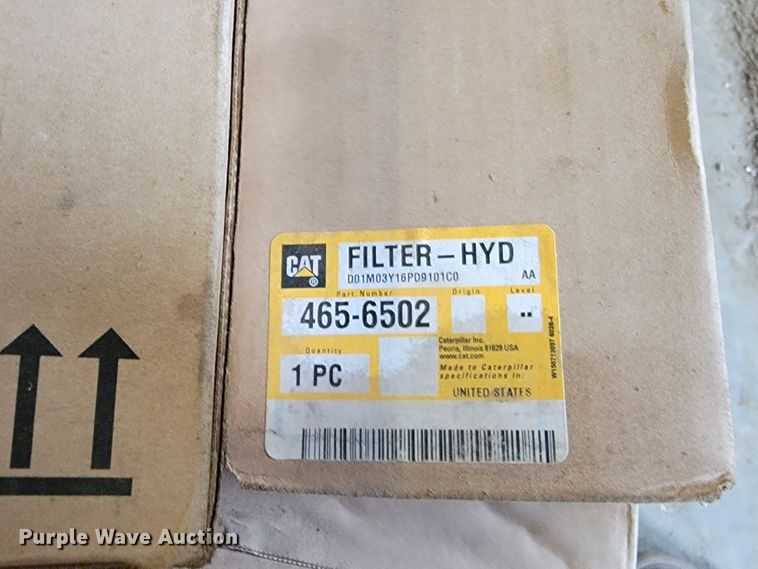 CAT
®
FILTER-HYD
D01M03Y16PD9101C0 AA
Part Number Origin Level
465-6502 --
Caterpillar Inc.
Peoria, Illinois 61629 USA
www.cat.com
Quantity
1 PC
Made to Caterpillar
specifications in:
UNITED STATES
Purple Wave Auction